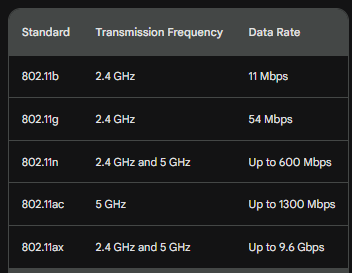 Standard Transmission Frequency Data Rate
802.11b 2.4 GHz 11 Mbps
802.11g 2.4 GHz 54 Mbps
802.11n 2.4 GHz and 5 GHz Up to 600 Mbps
802.11ac 5 GHz Up to 1300 Mbps
802.11ax 2.4 GHz and 5 GHz Up to 9.6 Gbps